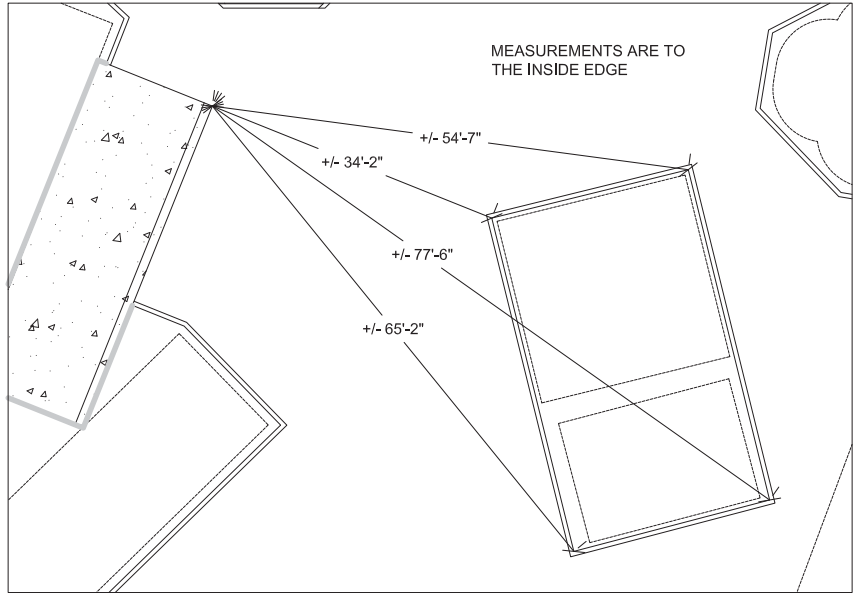 MEASUREMENTS ARE TO
THE INSIDE EDGE
+/- 54'-7"
+/- 34'-2"
+/- 77'-6"
+/- 65'-2"